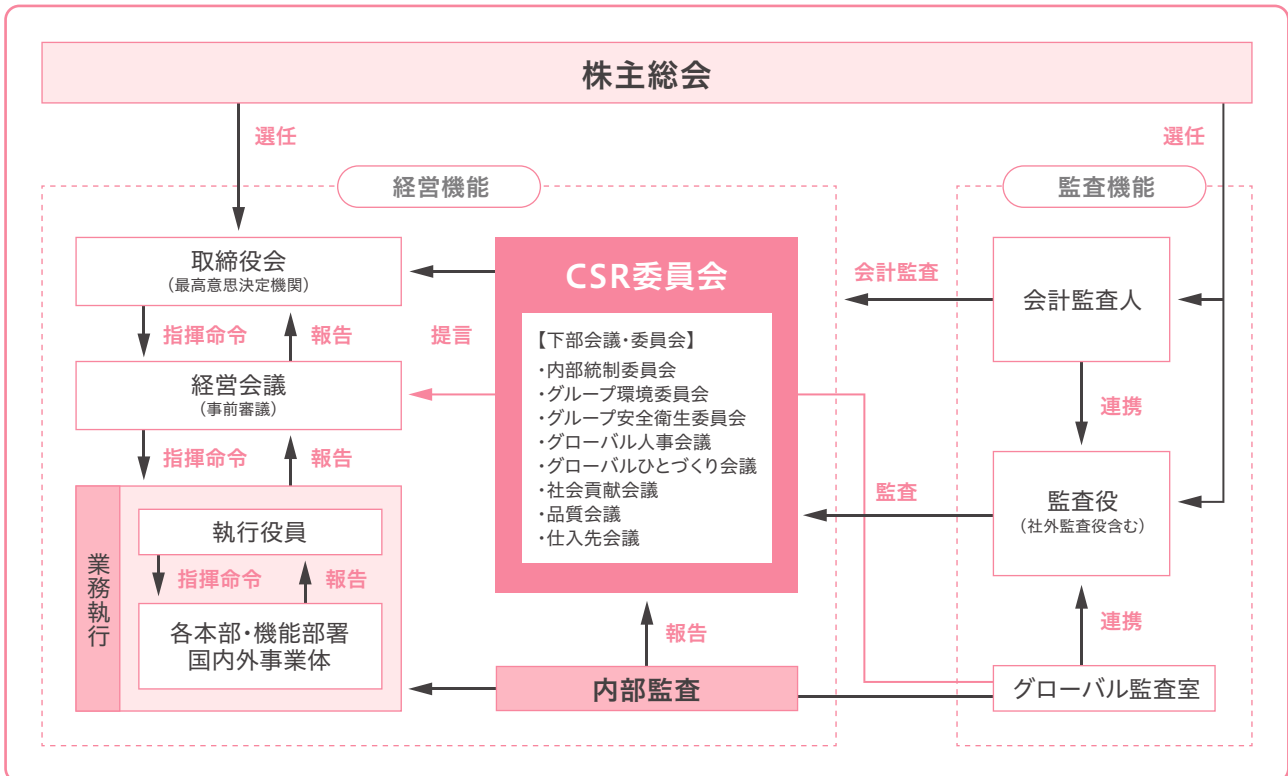 株主総会
選任
選任
経営機能
監査機能
取締役会
(最高意思決定機関)
CSR委員会
会計監査
会計監査人
指揮命令
報告
提言
【下部会議・委員会】
・内部統制委員会
・グループ環境委員会
・グループ安全衛生委員会
・グローバル人事会議
・グローバルひとづくり会議
・社会貢献会議
・品質会議
・仕入先会議
経営会議
(事前審議)
連携
指揮命令
報告
監査
監査役
(社外監査役含む)
業務執行
執行役員
指揮命令
報告
各本部・機能部署
国内外事業体
報告
連携
内部監査
グローバル監査室